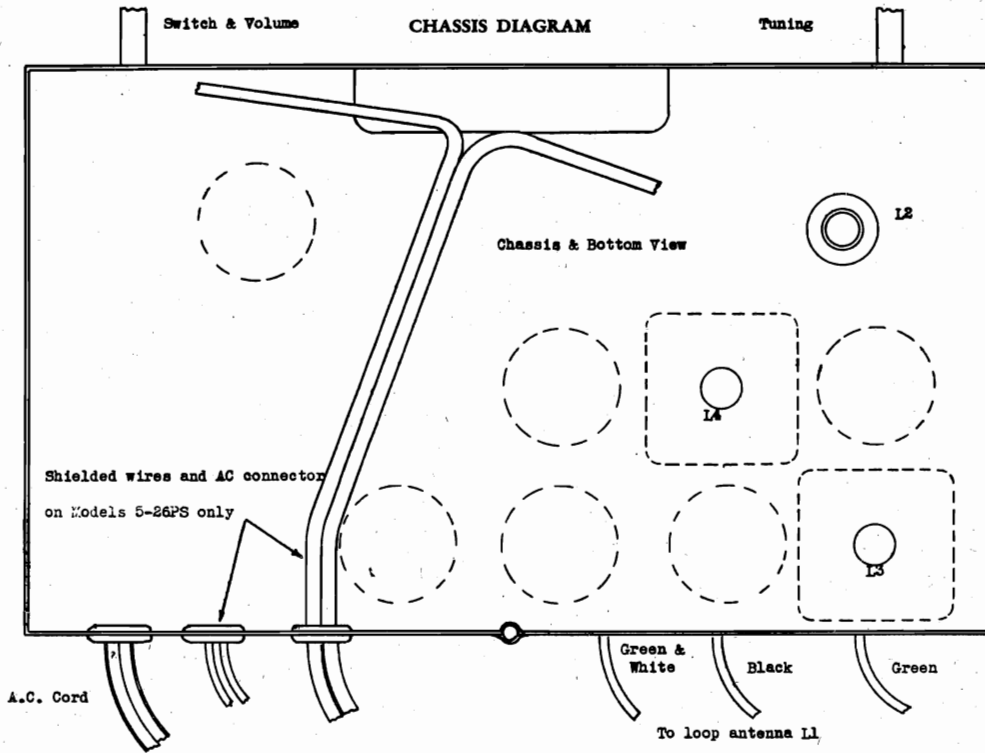 Switch & Volume
CHASSIS DIAGRAM
Tuning
L2
Chassis & Bottom View
L4
Shielded wires and AC connector
on Models 5-26PS only
L3
Green &
White
Black
Green
A.C. Cord
To loop antenna L1